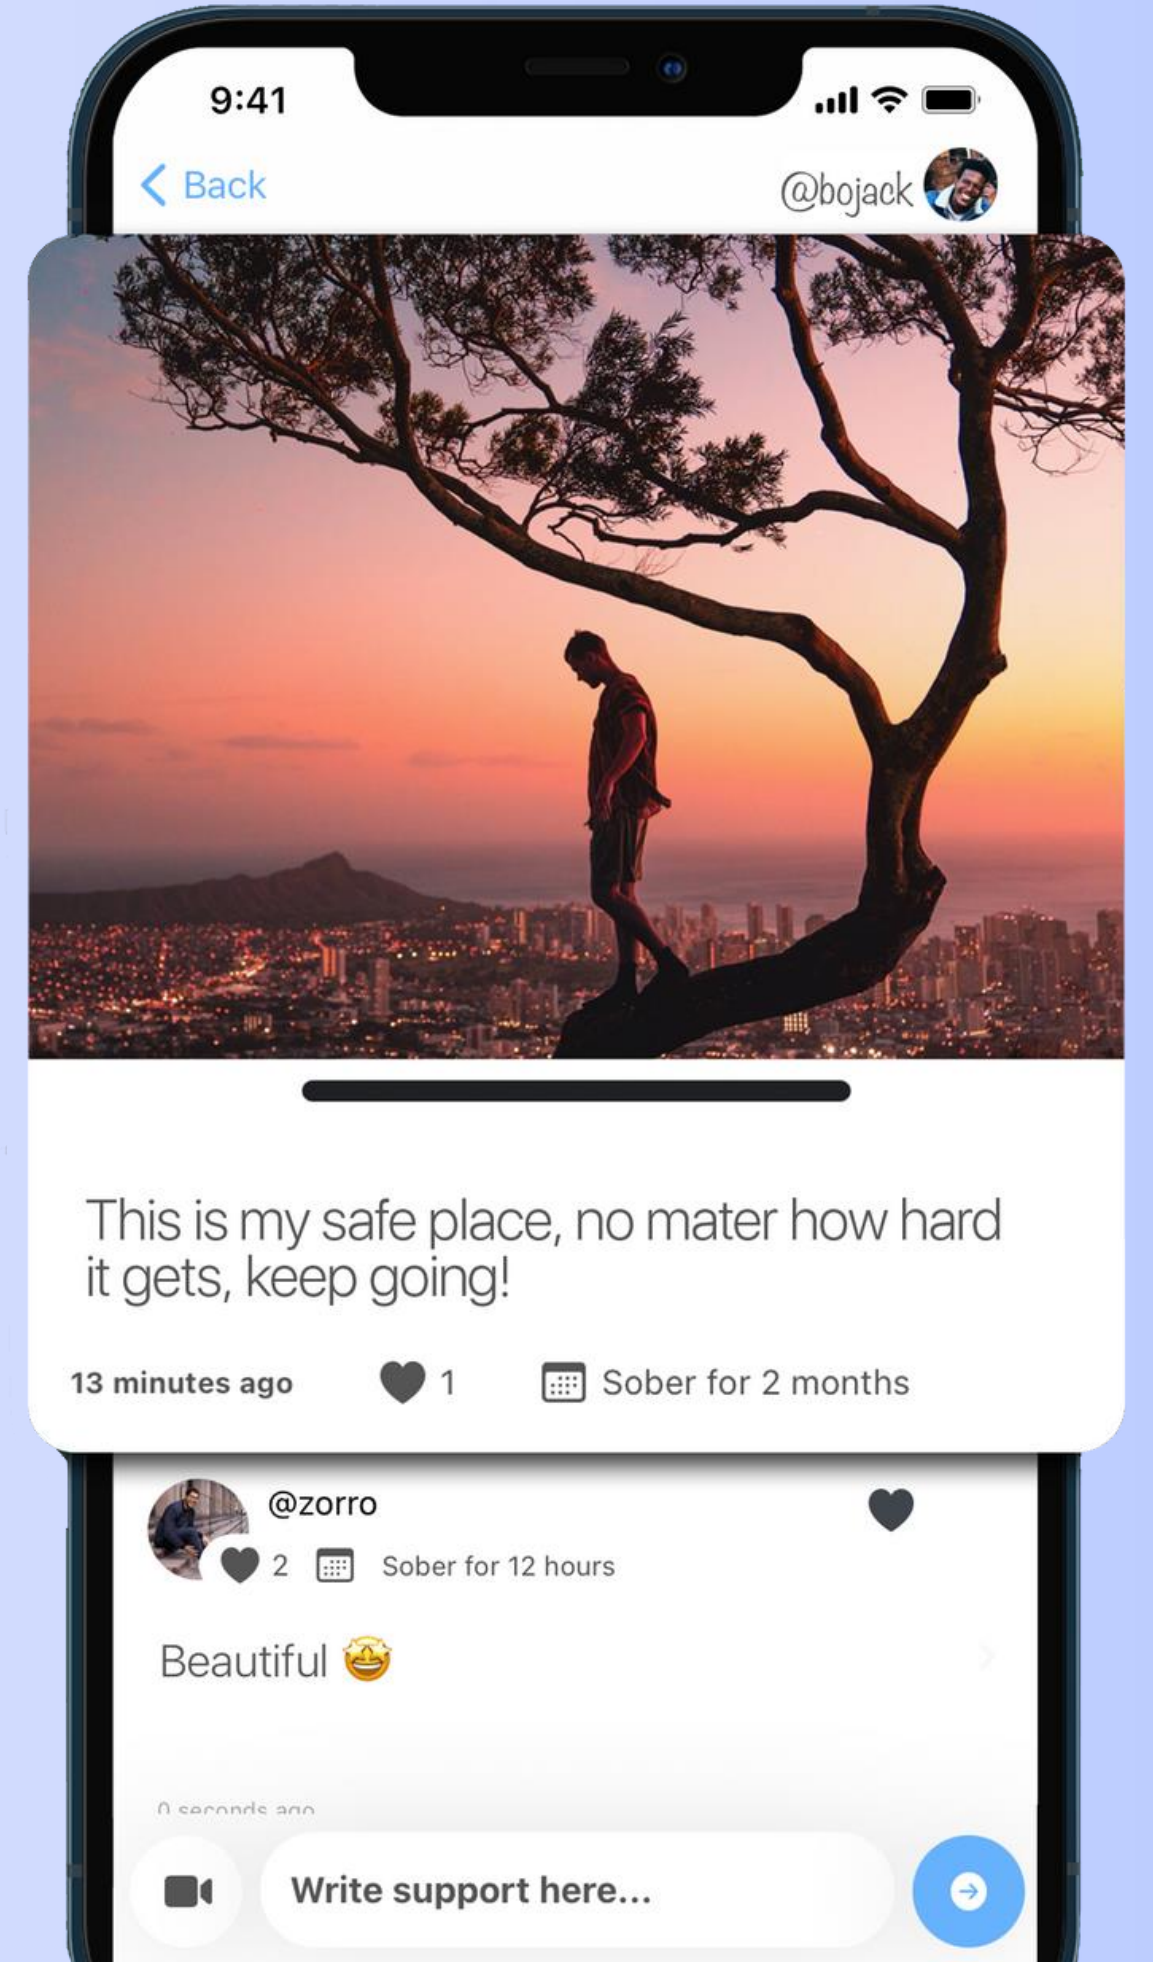 9:41
Back
@bojack
This is my safe place, no mater how hard
it gets, keep going!
13 minutes ago 1 Sober for 2 months
@zorro
2 Sober for 12 hours
Beautiful 🤩
0 seconds ago
Write support here...